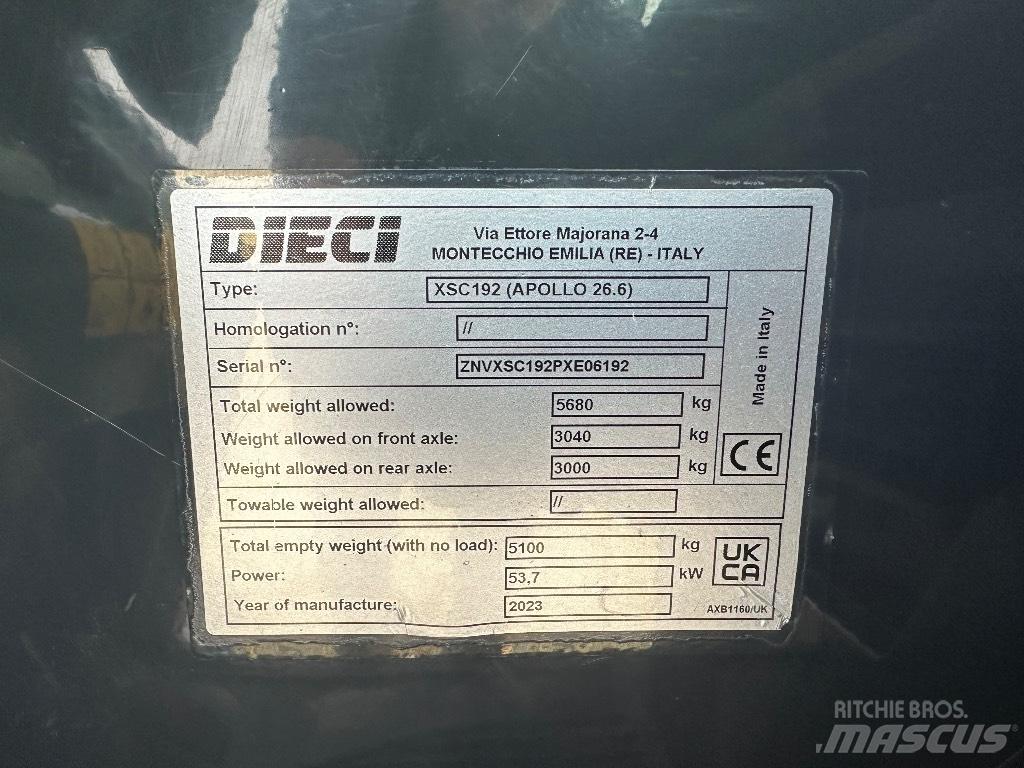 DIECI
Via Ettore Majorana 2-4
MONTECCHIO EMILIA (RE) - ITALY
Type: XSC192 (APOLLO 26.6)
Homologation n°: //
Serial n°: ZNVXSC192PXE06192
Made in Italy
Total weight allowed: 5680 kg
Weight allowed on front axle: 3040 kg
Weight allowed on rear axle: 3000 kg
CE
Towable weight allowed: //
Total empty weight (with no load): 5100 kg
Power: 53,7 kW
Year of manufacture: 2023
UK
CA
AXB1160/UK
RITCHIE BROS.
MASCUS